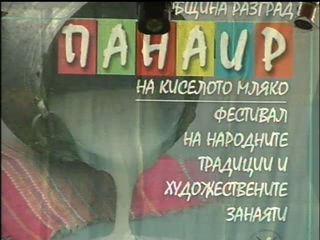 ОБЩИНА РАЗГРАД
ПАНАИР
НА КИСЕЛОТО МЛЯКО
ФЕСТИВАЛ
НА НАРОДНИТЕ
ТРАДИЦИИ И
ХУДОЖЕСТВЕНИТЕ
ЗАНАЯТИ